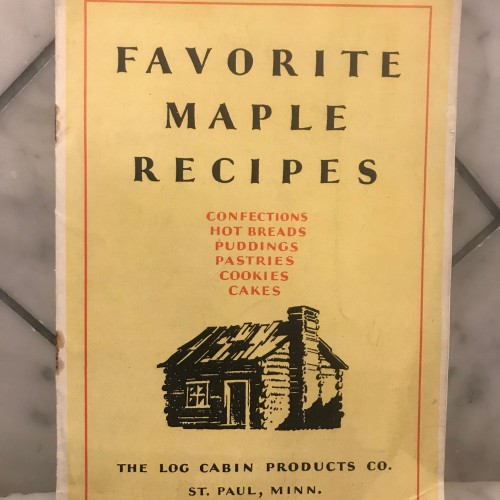 FAVORITE
MAPLE
RECIPES
CONFECTIONS
HOT BREADS
PUDDINGS
PASTRIES
COOKIES
CAKES
THE LOG CABIN PRODUCTS CO.
ST. PAUL, MINN.